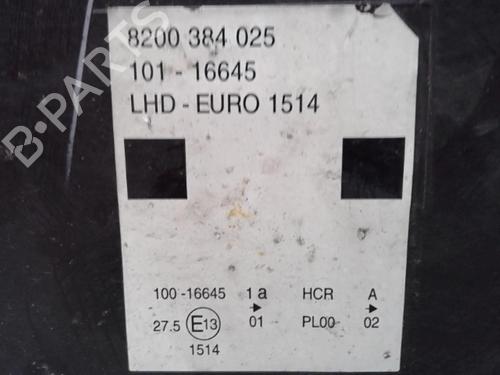 8200 384 025
101 - 16645
LHD - EURO 1514
100 -16645 1a HCR A
27.5 E13 01 PL00 02
1514
B-PARTS